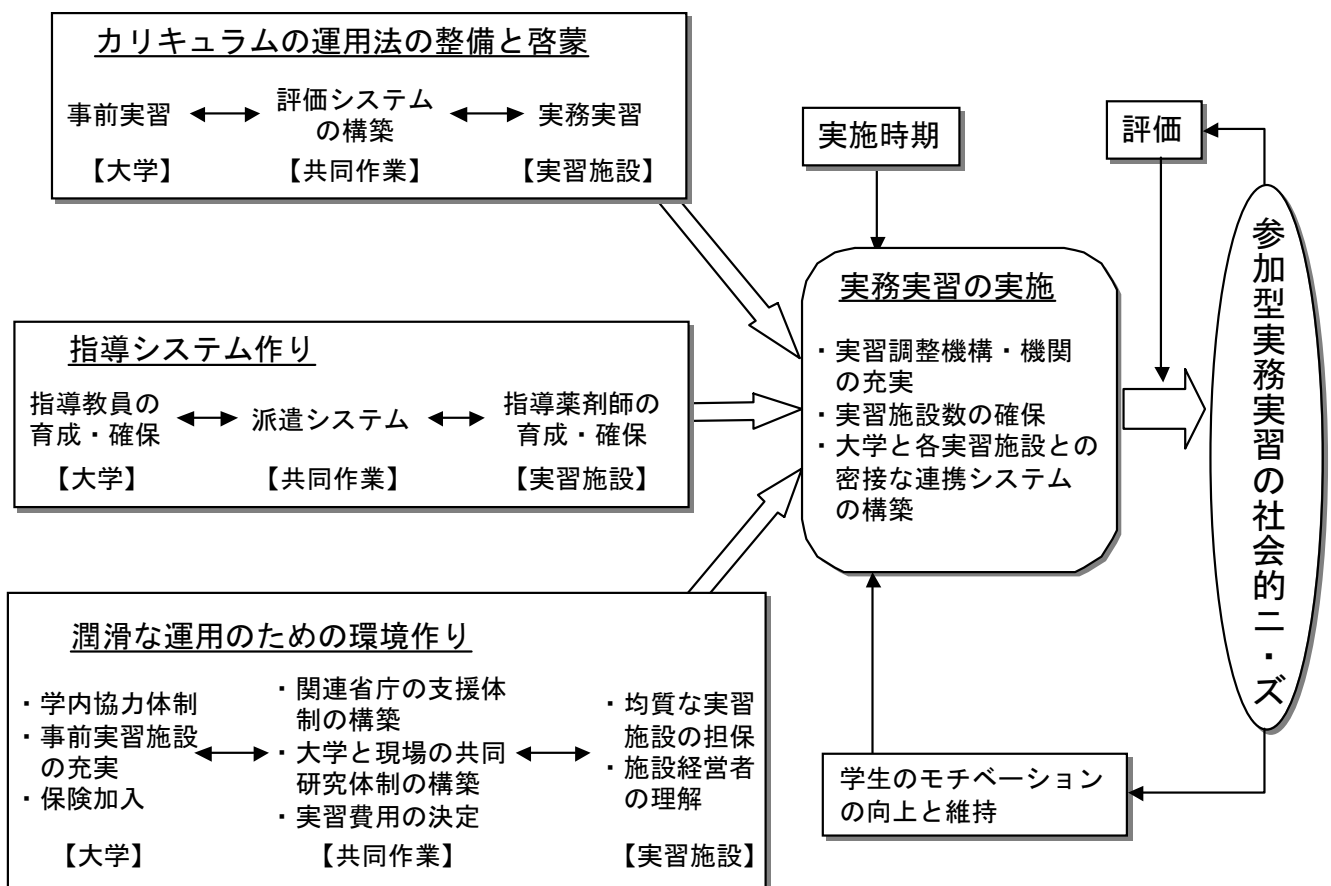 カリキュラムの運用法の整備と啓蒙
事前実習
評価システム
の構築
実務実習
【大学】
【共同作業】
【実習施設】
指導システム作り
指導教員の
育成・確保
派遣システム
指導薬剤師の
育成・確保
【大学】
【共同作業】
【実習施設】
潤滑な運用のための環境作り
・学内協力体制
・事前実習施設
の充実
・保険加入
・関連省庁の支援体
制の構築
・大学と現場の共同
研究体制の構築
・実習費用の決定
・均質な実習
施設の担保
・施設経営者
の理解
【大学】
【共同作業】
【実習施設】
実施時期
実務実習の実施
・実習調整機構・機関
の充実
・実習施設数の確保
・大学と各実習施設との
密接な連携システム
の構築
学生のモチベーション
の向上と維持
評価
参加型実務実習の社会的ニ・ズ